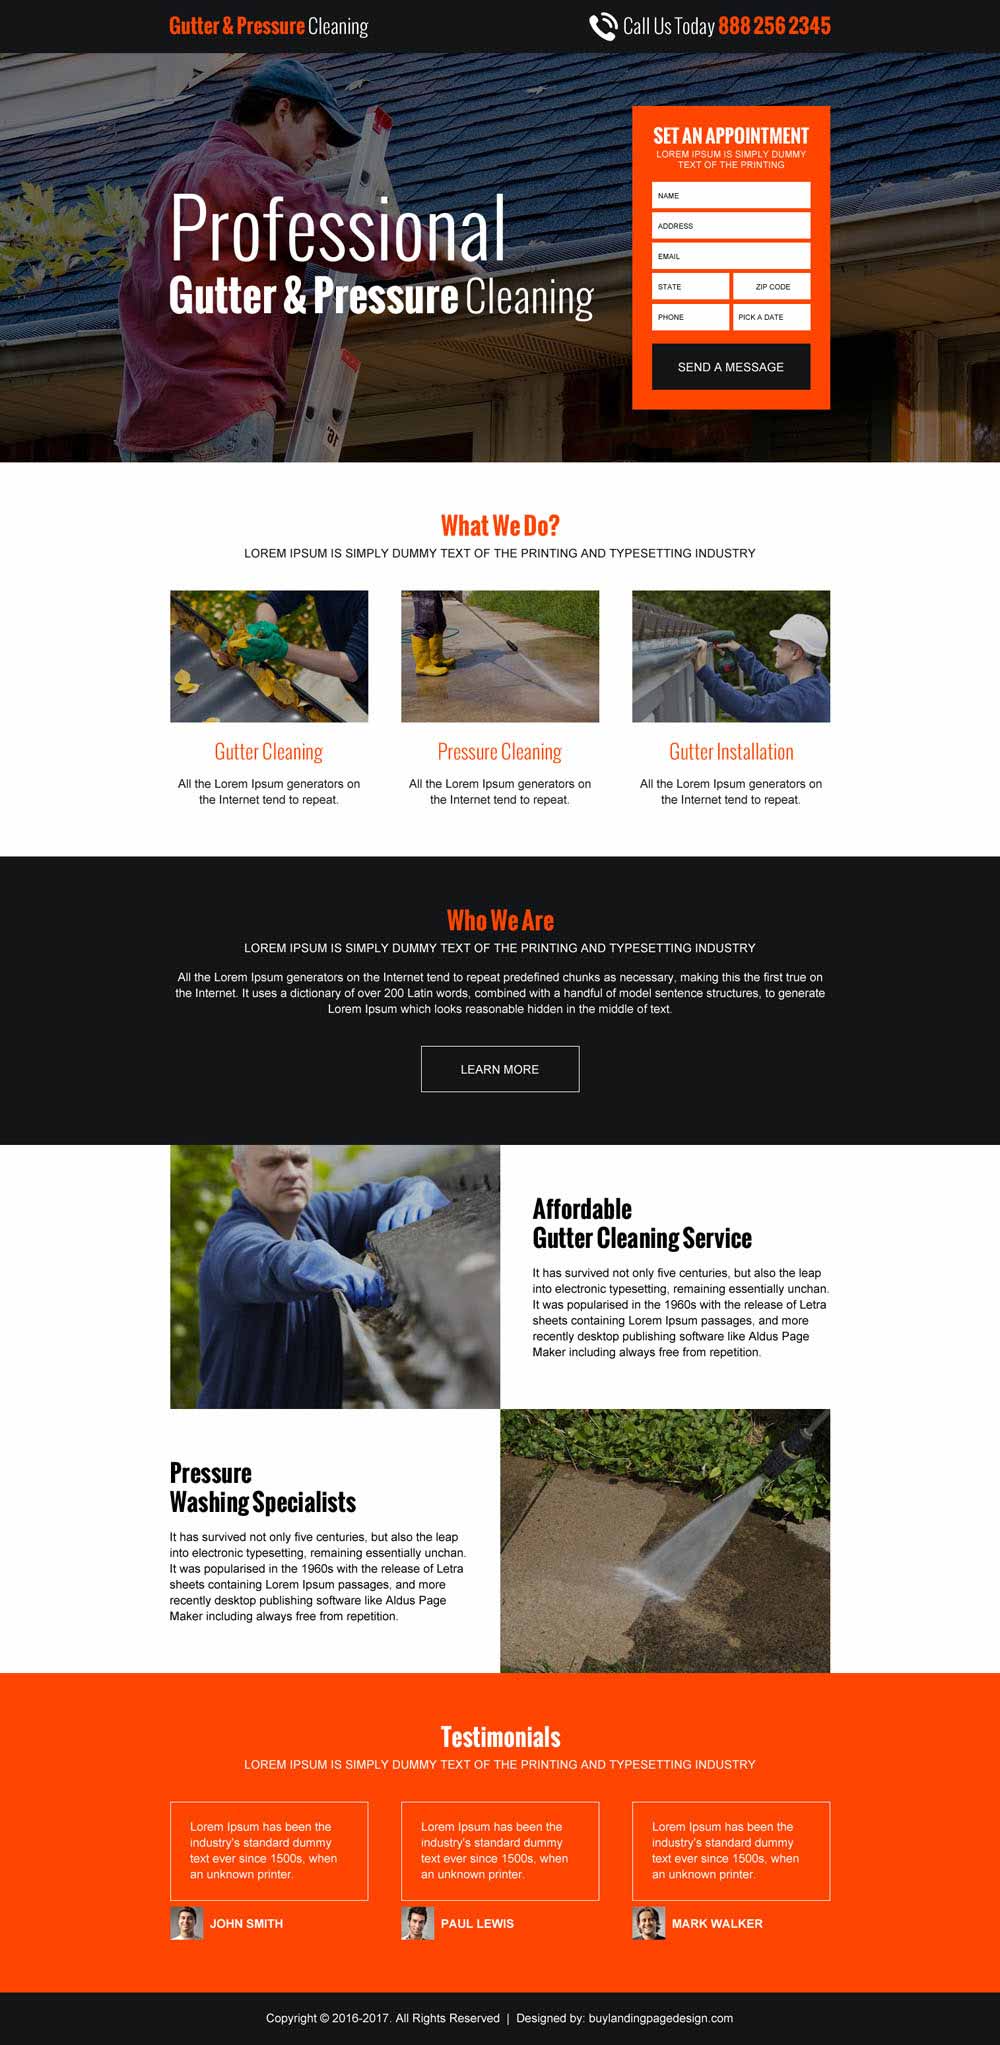 Gutter & Pressure Cleaning
Call Us Today 888 256 2345
Professional
Gutter & Pressure Cleaning
SET AN APPOINTMENT
LOREM IPSUM IS SIMPLY DUMMY
TEXT OF THE PRINTING
NAME
ADDRESS
EMAIL
STATE
ZIP CODE
PHONE
PICK A DATE
SEND A MESSAGE
What We Do?
LOREM IPSUM IS SIMPLY DUMMY TEXT OF THE PRINTING AND TYPESETTING INDUSTRY
Gutter Cleaning
All the Lorem Ipsum generators on
the Internet tend to repeat.
Pressure Cleaning
All the Lorem Ipsum generators on
the Internet tend to repeat.
Gutter Installation
All the Lorem Ipsum generators on
the Internet tend to repeat.
Who We Are
LOREM IPSUM IS SIMPLY DUMMY TEXT OF THE PRINTING AND TYPESETTING INDUSTRY
All the Lorem Ipsum generators on the Internet tend to repeat predefined chunks as necessary, making this the first true on
the Internet. It uses a dictionary of over 200 Latin words, combined with a handful of model sentence structures, to generate
Lorem Ipsum which looks reasonable hidden in the middle of text.
LEARN MORE
Affordable
Gutter Cleaning Service
It has survived not only five centuries, but also the leap
into electronic typesetting, remaining essentially unchan.
It was popularised in the 1960s with the release of Letra
sheets containing Lorem Ipsum passages, and more
recently desktop publishing software like Aldus Page
Maker including always free from repetition.
Pressure
Washing Specialists
It has survived not only five centuries, but also the leap
into electronic typesetting, remaining essentially unchan.
It was popularised in the 1960s with the release of Letra
sheets containing Lorem Ipsum passages, and more
recently desktop publishing software like Aldus Page
Maker including always free from repetition.
Testimonials
LOREM IPSUM IS SIMPLY DUMMY TEXT OF THE PRINTING AND TYPESETTING INDUSTRY
Lorem Ipsum has been the
industry's standard dummy
text ever since 1500s, when
an unknown printer.
JOHN SMITH
Lorem Ipsum has been the
industry's standard dummy
text ever since 1500s, when
an unknown printer.
PAUL LEWIS
Lorem Ipsum has been the
industry's standard dummy
text ever since 1500s, when
an unknown printer.
MARK WALKER
Copyright © 2016-2017. All Rights Reserved | Designed by: buylandingpagedesign.com